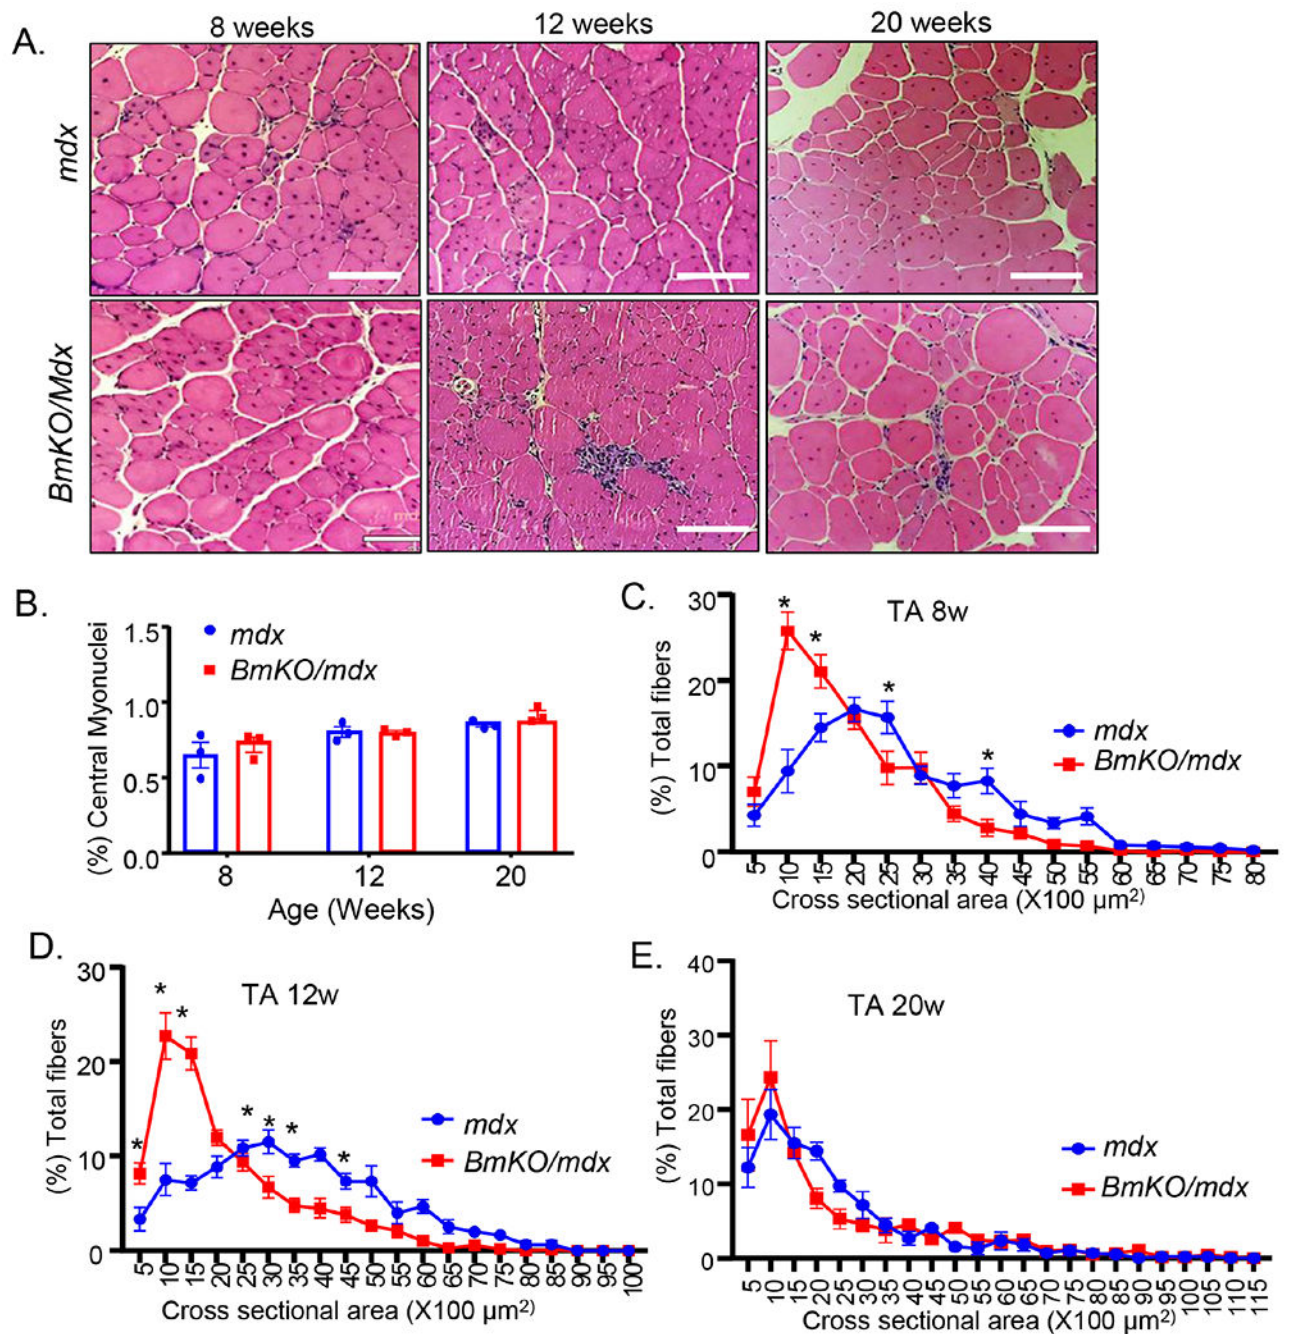 A.
8 weeks
12 weeks
20 weeks
mdx
BmKO/Mdx
B.
(%) Central Myonuclei
1.5
1.0
0.5
0.0
mdx
BmKO/mdx
8
12
20
Age (Weeks)
C.
TA 8w
(%) Total fibers
30
20
10
0
*
*
*
*
mdx
BmKO/mdx
5 10 15 20 25 30 35 40 45 50 55 60 65 70 75 80
Cross sectional area (X100 µm²)
D.
TA 12w
(%) Total fibers
30
20
10
0
*
*
*
*
*
*
*
mdx
BmKO/mdx
5 10 15 20 25 30 35 40 45 50 55 60 65 70 75 80 85 90 95 100
Cross sectional area (X100 µm²)
E.
TA 20w
(%) Total fibers
40
30
20
10
0
mdx
BmKO/mdx
5 10 15 20 25 30 35 40 45 50 55 60 65 70 75 80 85 90 95 100 105 110 115
Cross sectional area (X100 µm²)